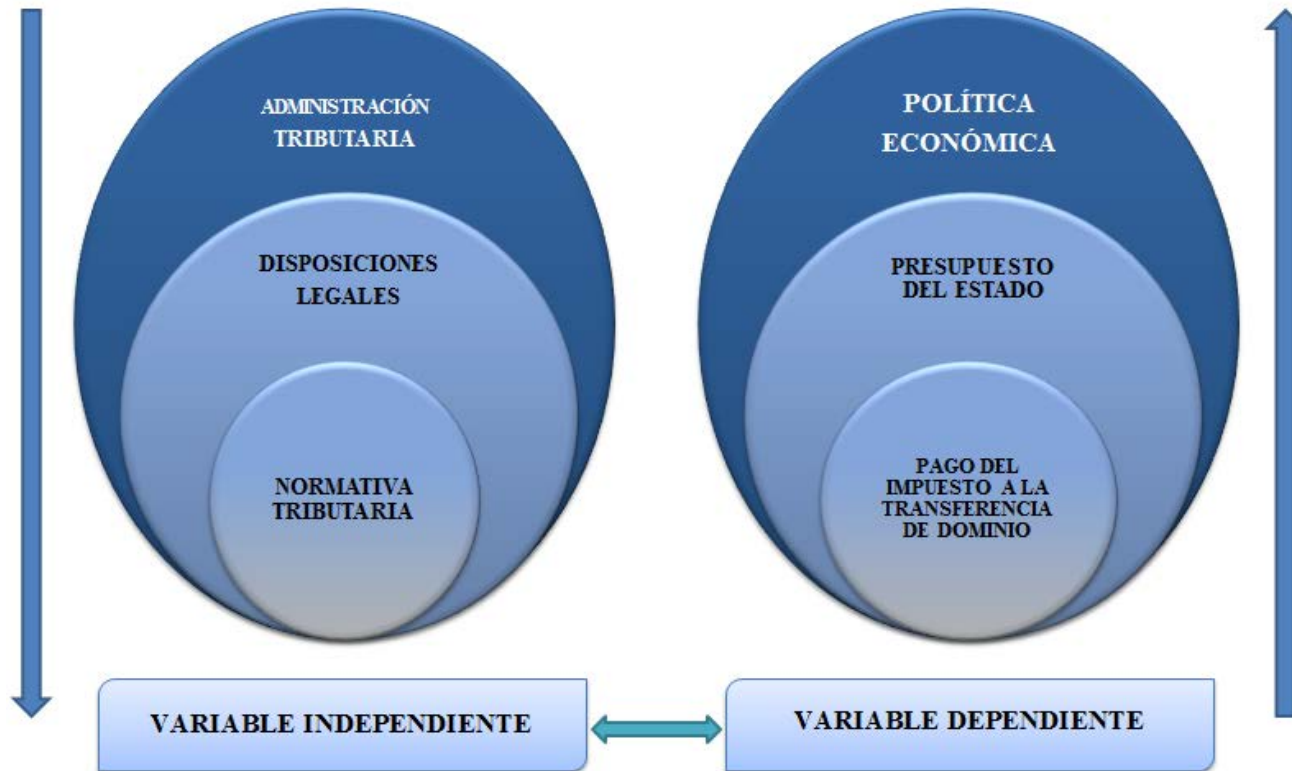 ADMINISTRACIÓN
TRIBUTARIA
DISPOSICIONES
LEGALES
NORMATIVA
TRIBUTARIA
VARIABLE INDEPENDIENTE
POLÍTICA
ECONÓMICA
PRESUPUESTO
DEL ESTADO
PAGO DEL
IMPUESTO A LA
TRANSFERENCIA
DE DOMINIO
VARIABLE DEPENDIENTE